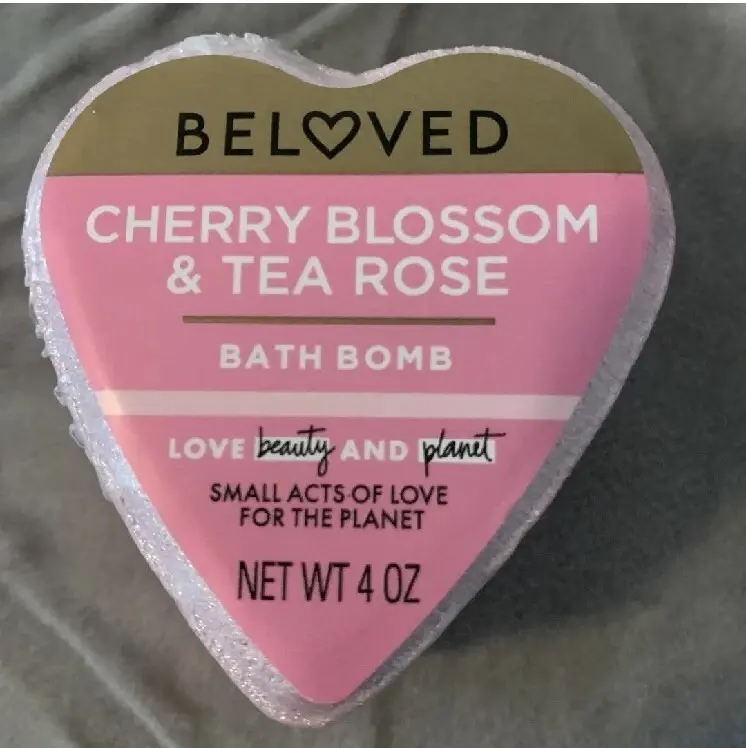 BELOVED
CHERRY BLOSSOM
& TEA ROSE
BATH BOMB
LOVE beauty AND planet
SMALL ACTS OF LOVE
FOR THE PLANET
NET WT 4 OZ